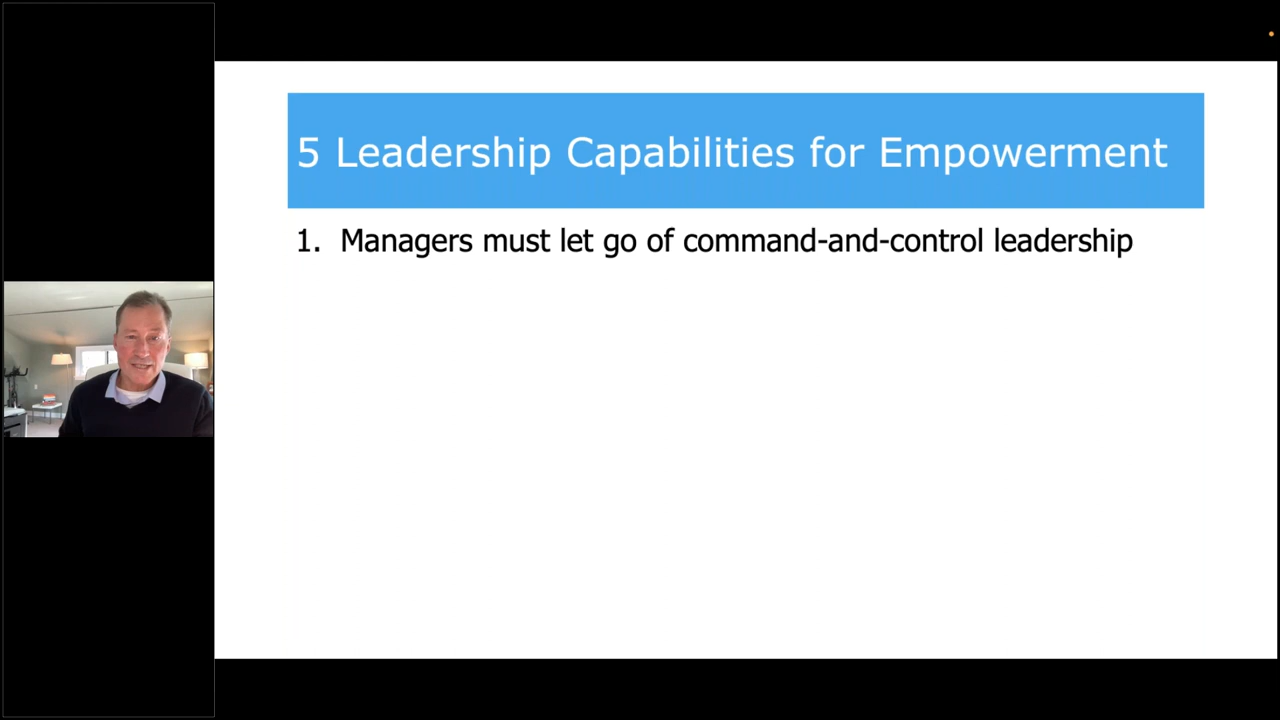 5 Leadership Capabilities for Empowerment
1. Managers must let go of command-and-control leadership